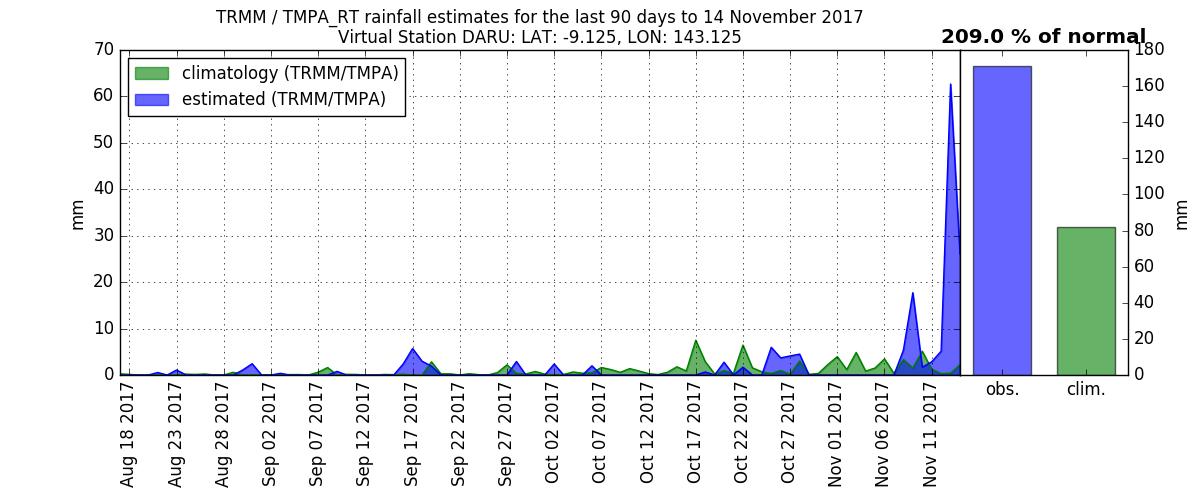 TRMM / TMPA_RT rainfall estimates for the last 90 days to 14 November 2017
Virtual Station DARU: LAT: -9.125, LON: 143.125
209.0 % of normal
climatology (TRMM/TMPA)
estimated (TRMM/TMPA)
mm
70
60
50
40
30
20
10
0
Aug 18 2017
Aug 23 2017
Aug 28 2017
Sep 02 2017
Sep 07 2017
Sep 12 2017
Sep 17 2017
Sep 22 2017
Sep 27 2017
Oct 02 2017
Oct 07 2017
Oct 12 2017
Oct 17 2017
Oct 22 2017
Oct 27 2017
Nov 01 2017
Nov 06 2017
Nov 11 2017
obs.
clim.
180
160
140
120
100
80
60
40
20
0
mm